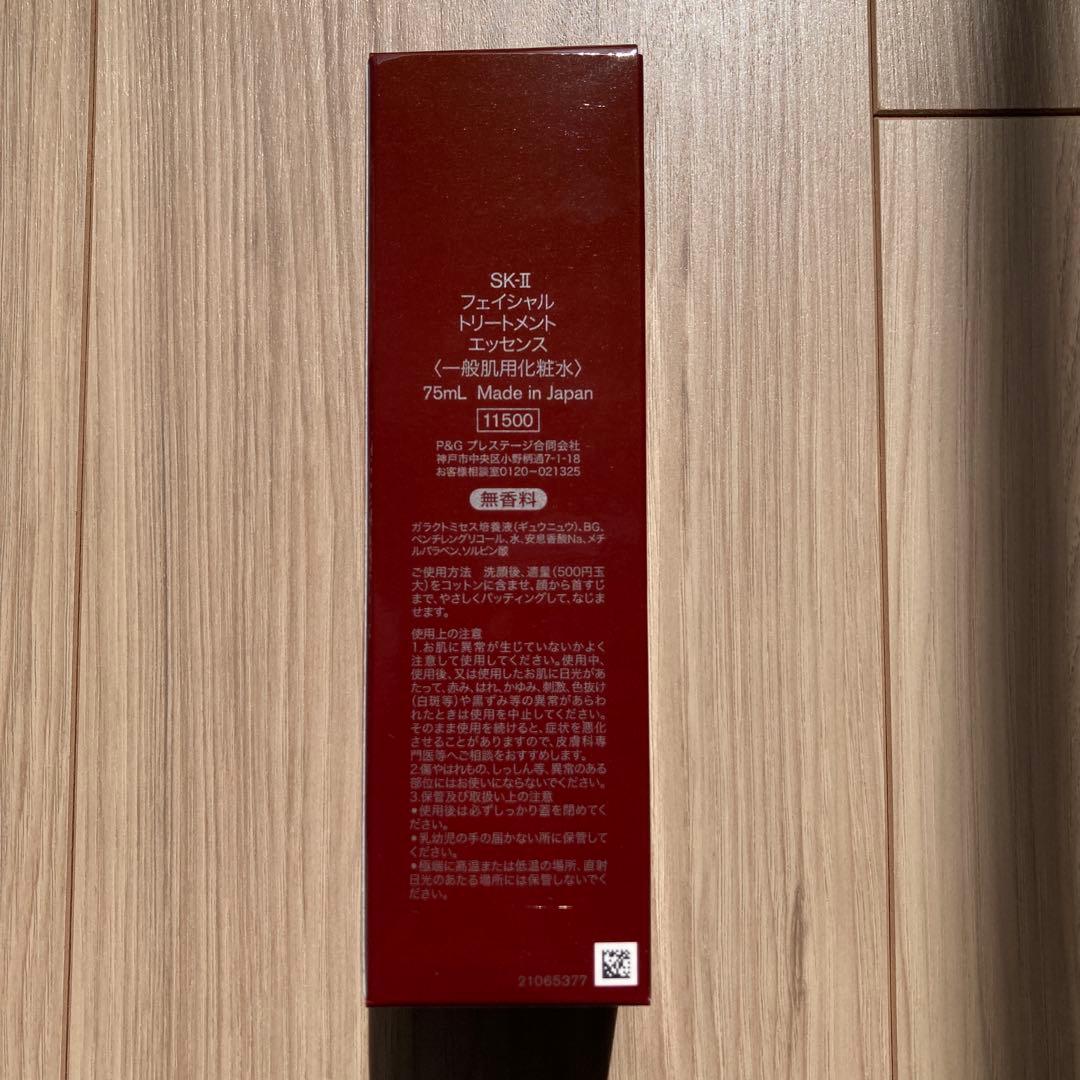 SK-II
フェイシャル
トリートメント
エッセンス
〈一般肌用化粧水〉
75mL Made in Japan
11500
P&G プレステージ合同会社
神戸市中央区小野柄通7-1-18
お客様相談室0120-021325
無香料
ガラクトミセス培養液(ギュウニュウ)、BG、
ペンチレングリコール、水、安息香酸Na、メチ
ルパラベン、ソルビン酸
ご使用方法 洗顔後、適量(500円玉
大)をコットンに含ませ、顔から首すじ
まで、やさしくパッティングして、なじま
せます。
使用上の注意
1.お肌に異常が生じていないかよく
注意して使用してください。使用中、
使用後、又は使用したお肌に日光があ
たって、赤み、はれ、かゆみ、刺激、色抜け
(白斑等)や黒ずみ等の異常があらわ
れたときは使用を中止してください。
そのまま使用を続けると、症状を悪化
させることがありますので、皮膚科専
門医等へご相談をおすすめします。
2.傷やはれもの、しっしん等、異常のある
部位にはお使いにならないでください。
3.保管及び取扱い上の注意
●使用後は必ずしっかり蓋を閉めてく
ださい。
●乳幼児の手の届かない所に保管して
ください。
●極端に高温または低温の場所、直射
日光のあたる場所には保管しないでく
ださい。
21065377